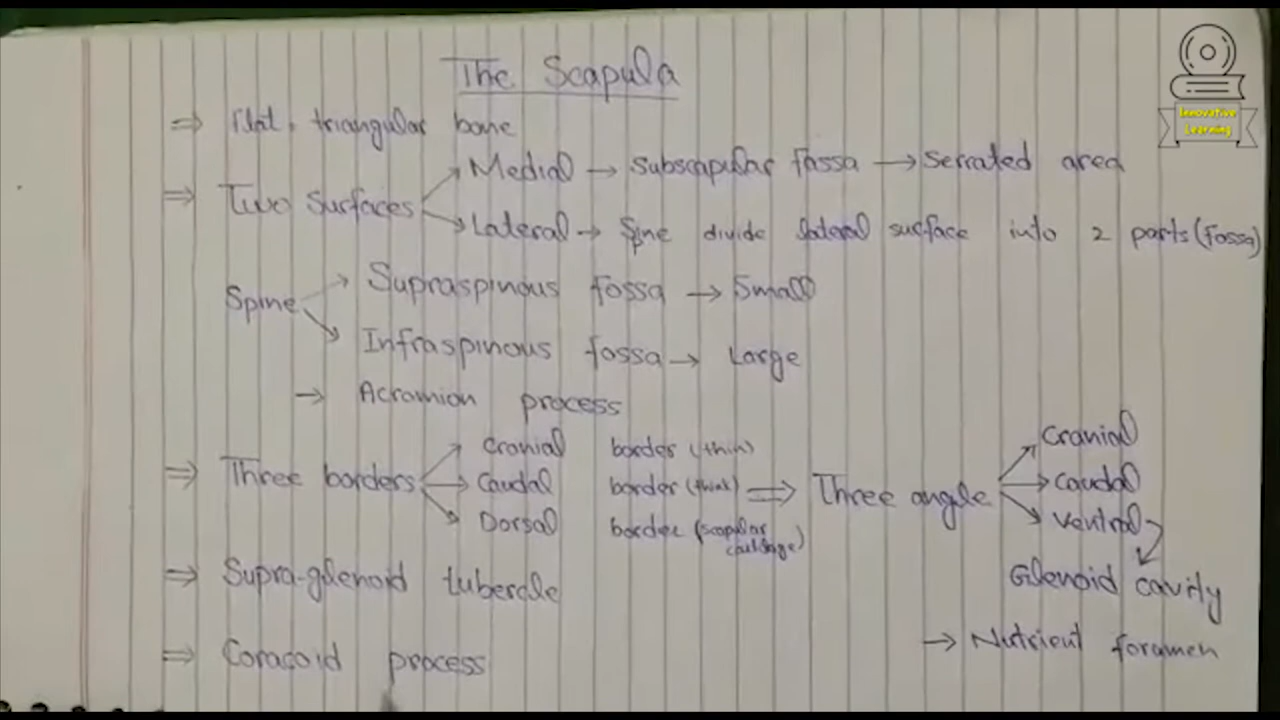 The Scapula
Innovative Learning
⇒ Flat, triangular bone
⇒ Two Surfaces
→ Medial → Subscapular fossa → Serrated area
→ Lateral → Spine divide lateral surface into 2 parts (fossa)
Spine
→ Supraspinous fossa → Small
→ Infraspinous fossa → Large
→ Acromion process
⇒ Three borders
→ Cranial border (thin)
→ Caudal border (thick)
→ Dorsal border (scapular cartilage)
⇒ Three angle
→ Cranial
→ Caudal
→ Ventral
Glenoid cavity
⇒ Supra-glenoid tubercle
→ Nutrient foramen
⇒ Coracoid process